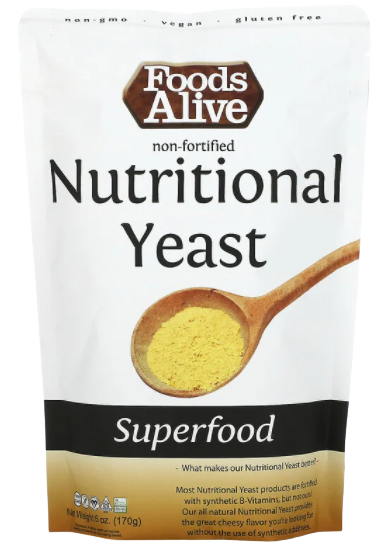 non-gmo · vegan · gluten free
Foods
Alive
non-fortified
Nutritional
Yeast
Superfood
- What makes our Nutritional Yeast better? -
Most Nutritional Yeast products are fortified
with synthetic B-Vitamins, but not ours!
Our all natural Nutritional Yeast provides
the great cheesy flavor you're looking for
without the use of synthetic additives.
Net Weight 6 oz. (170g)